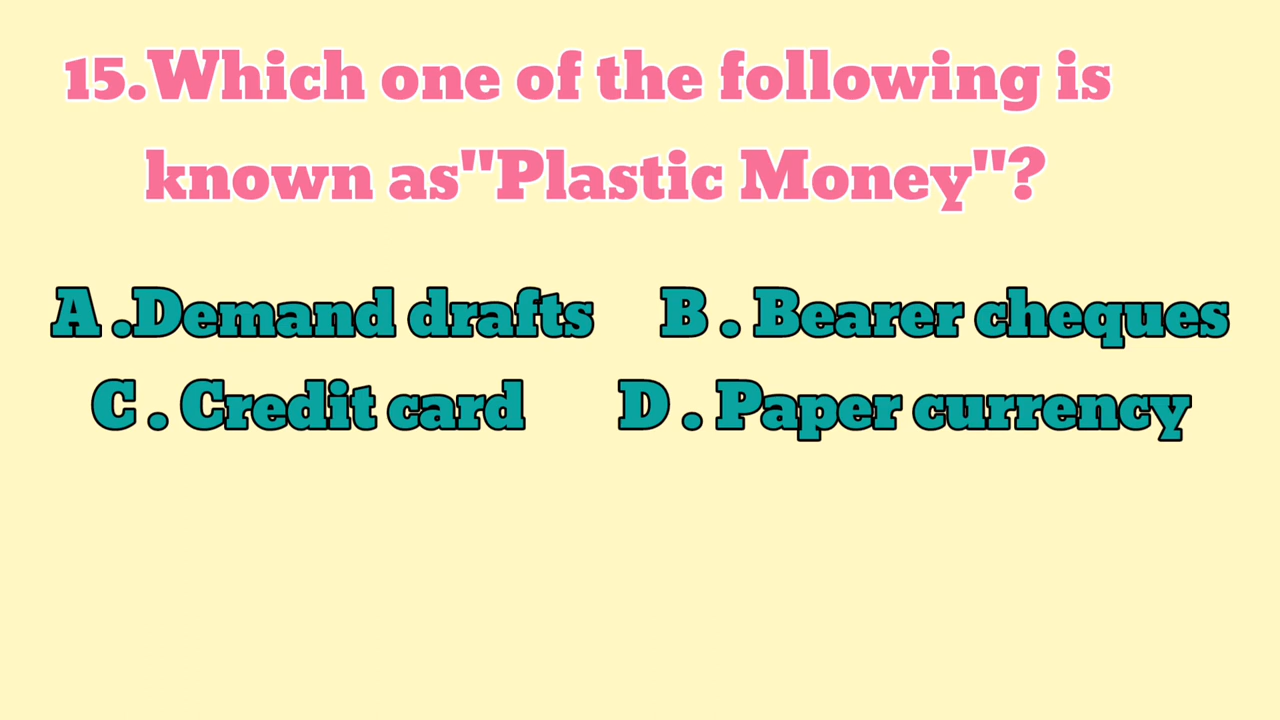 15.Which one of the following is
known as"Plastic Money"?
A .Demand drafts B . Bearer cheques
C . Credit card D . Paper currency